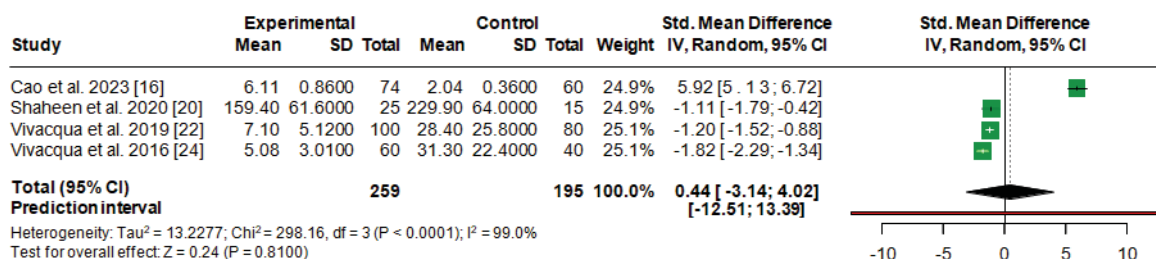 Experimental Control Std. Mean Difference Std. Mean Difference
Study Mean SD Total Mean SD Total Weight IV, Random, 95% CI IV, Random, 95% CI
Cao et al. 2023 [16] 6.11 0.8600 74 2.04 0.3600 60 24.9% 5.92 [5 . 1 3; 6.72]
Shaheen et al. 2020 [20] 159.40 61.6000 25 229.90 64.0000 15 24.9% -1.11 [-1.79; -0.42]
Vivacqua et al. 2019 [22] 7.10 5.1200 100 28.40 25.8000 80 25.1% -1.20 [-1.52; -0.88]
Vivacqua et al. 2016 [24] 5.08 3.0100 60 31.30 22.4000 40 25.1% -1.82 [-2.29; -1.34]
Total (95% CI) 259 195 100.0% 0.44 [ -3.14; 4.02]
Prediction interval [-12.51; 13.39]
Heterogeneity: Tau² = 13.2277; Chi² = 298.16, df = 3 (P < 0.0001); I² = 99.0%
Test for overall effect: Z = 0.24 (P = 0.8100)
-10 -5 0 5 10